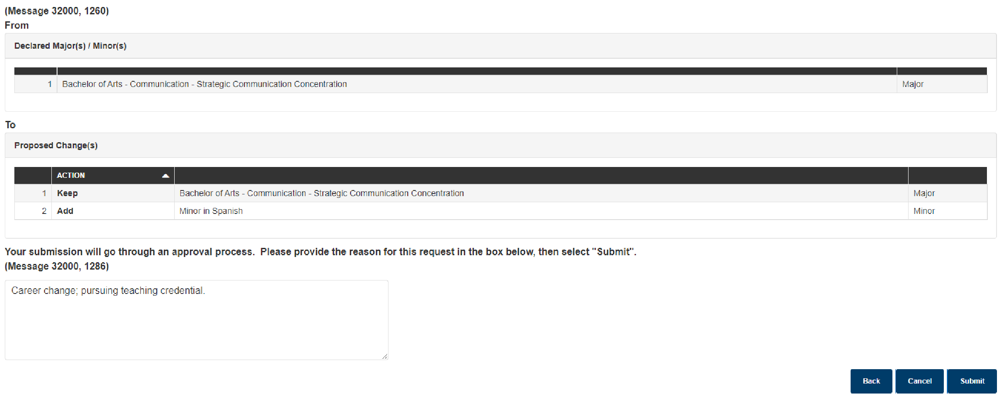 (Message 32000, 1260)
From
Declared Major(s) / Minor(s)
1 Bachelor of Arts - Communication - Strategic Communication Concentration Major
To
Proposed Change(s)
ACTION
1 Keep Bachelor of Arts - Communication - Strategic Communication Concentration Major
2 Add Minor in Spanish Minor
Your submission will go through an approval process.  Please provide the reason for this request in the box below, then select "Submit".
(Message 32000, 1286)
Career change; pursuing teaching credential.
Back Cancel Submit